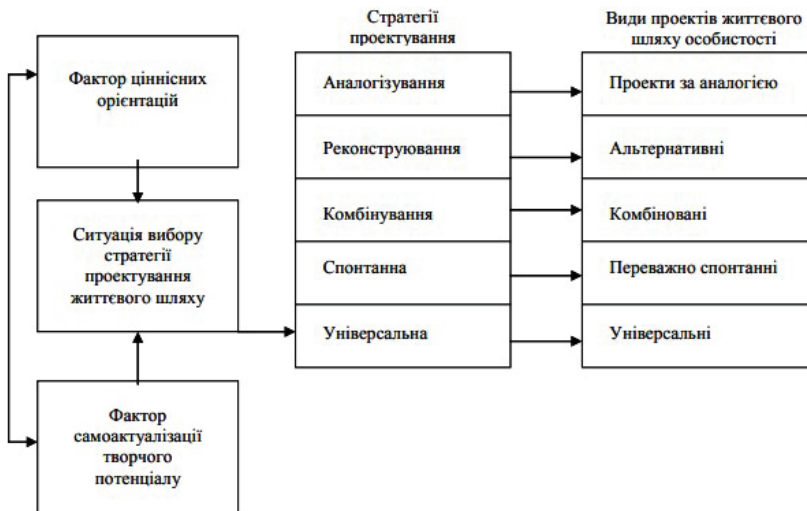 Фактор ціннісних
орієнтацій
Ситуація вибору
стратегії
проектування
життєвого шляху
Фактор
самоактуалізації
творчого
потенціалу
Стратегії
проектування
Аналогізування
Реконструювання
Комбінування
Спонтанна
Універсальна
Види проектів життєвого
шляху особистості
Проекти за аналогією
Альтернативні
Комбіновані
Переважно спонтанні
Універсальні